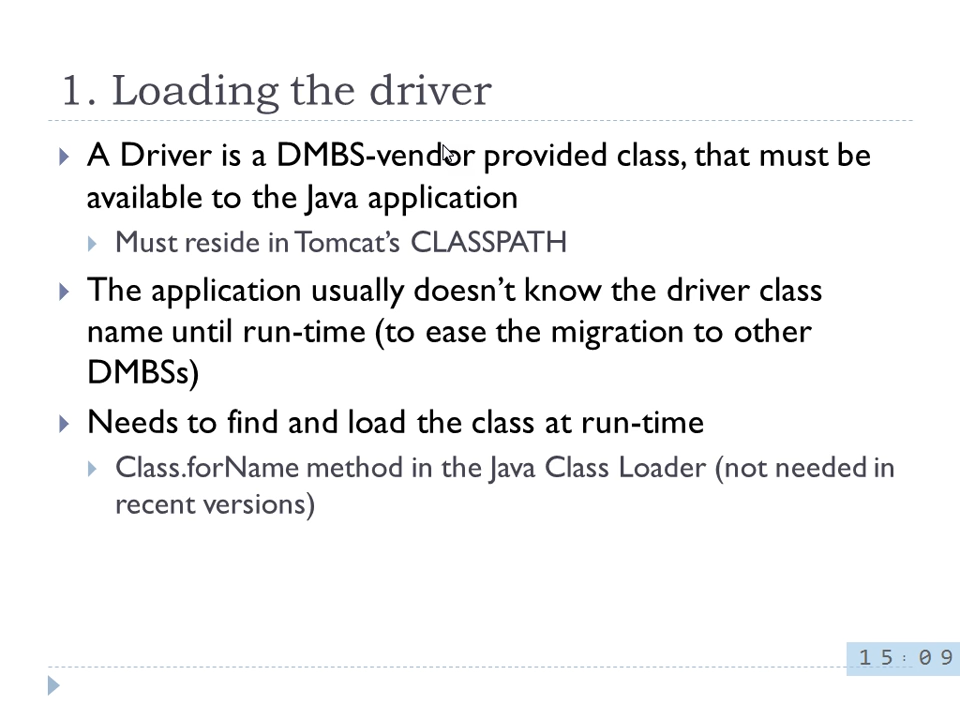 1. Loading the driver
A Driver is a DMBS-vendor provided class, that must be
available to the Java application
Must reside in Tomcat's CLASSPATH
The application usually doesn't know the driver class
name until run-time (to ease the migration to other
DMBSs)
Needs to find and load the class at run-time
Class.forName method in the Java Class Loader (not needed in
recent versions)
15:09